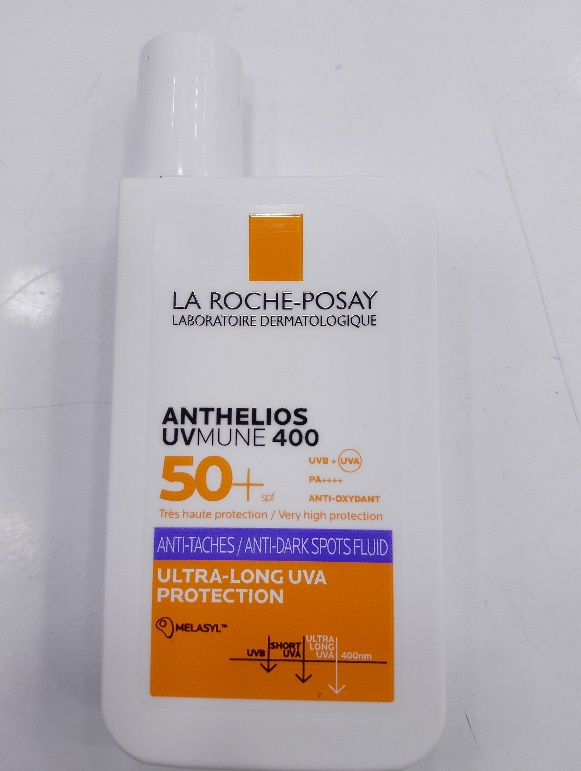 LA ROCHE-POSAY
LABORATOIRE DERMATOLOGIQUE
ANTHELIOS
UVMUNE 400
50+ spf
UVB + UVA
PA++++
ANTI-OXYDANT
Très haute protection / Very high protection
ANTI-TACHES / ANTI-DARK SPOTS FLUID
ULTRA-LONG UVA
PROTECTION
MELASYL™
UVB
SHORT
UVA
ULTRA
LONG
UVA
400nm